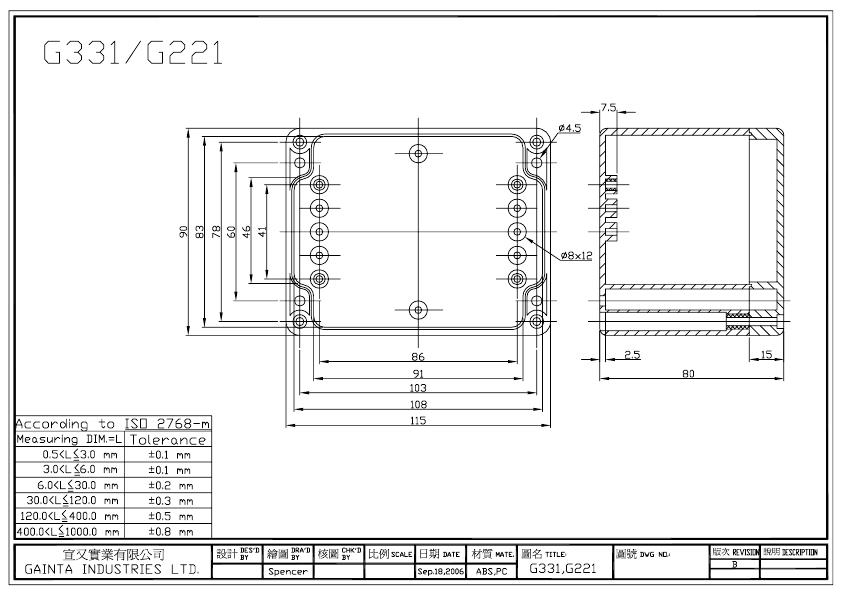 G331/G221
7.5
ø4.5
90
83
78
60
46
41
ø8x12
86
91
103
108
115
2.5
15
80
According to ISO 2768-m
Measuring DIM.=L Tolerance
0.5<L≤3.0 mm ±0.1 mm
3.0<L≤6.0 mm ±0.1 mm
6.0<L≤30.0 mm ±0.2 mm
30.0<L≤120.0 mm ±0.3 mm
120.0<L≤400.0 mm ±0.5 mm
400.0<L≤1000.0 mm ±0.8 mm
宣又實業有限公司
GAINTA INDUSTRIES LTD.
設計 DES'D BY
繪圖 DRA'D BY
Spencer
核圖 CHK'D BY
比例 SCALE
日期 DATE
Sep.18,2006
材質 MATE.
ABS,PC
圖名 TITLE:
G331,G221
圖號 DWG NO.:
版次 REVISION
B
說明 DESCRIPTION